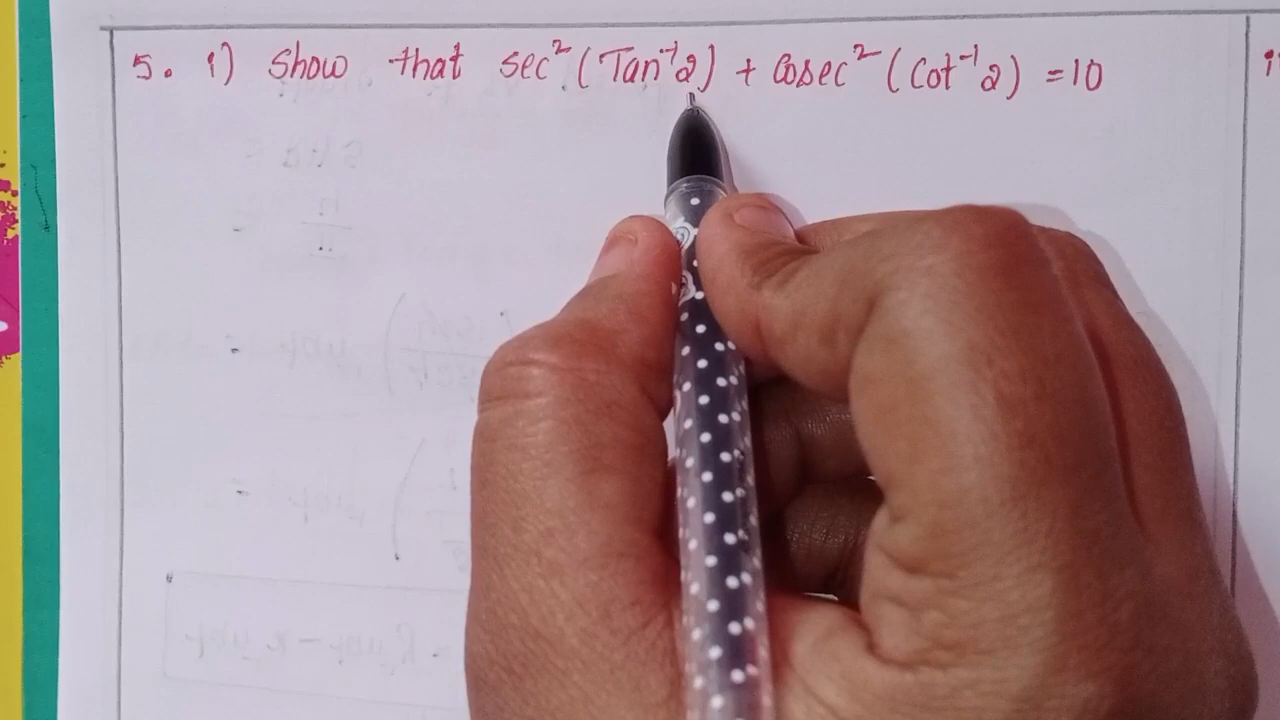 5. i) Show that sec² (Tan⁻¹2) + Cosec² (Cot⁻¹2) = 10